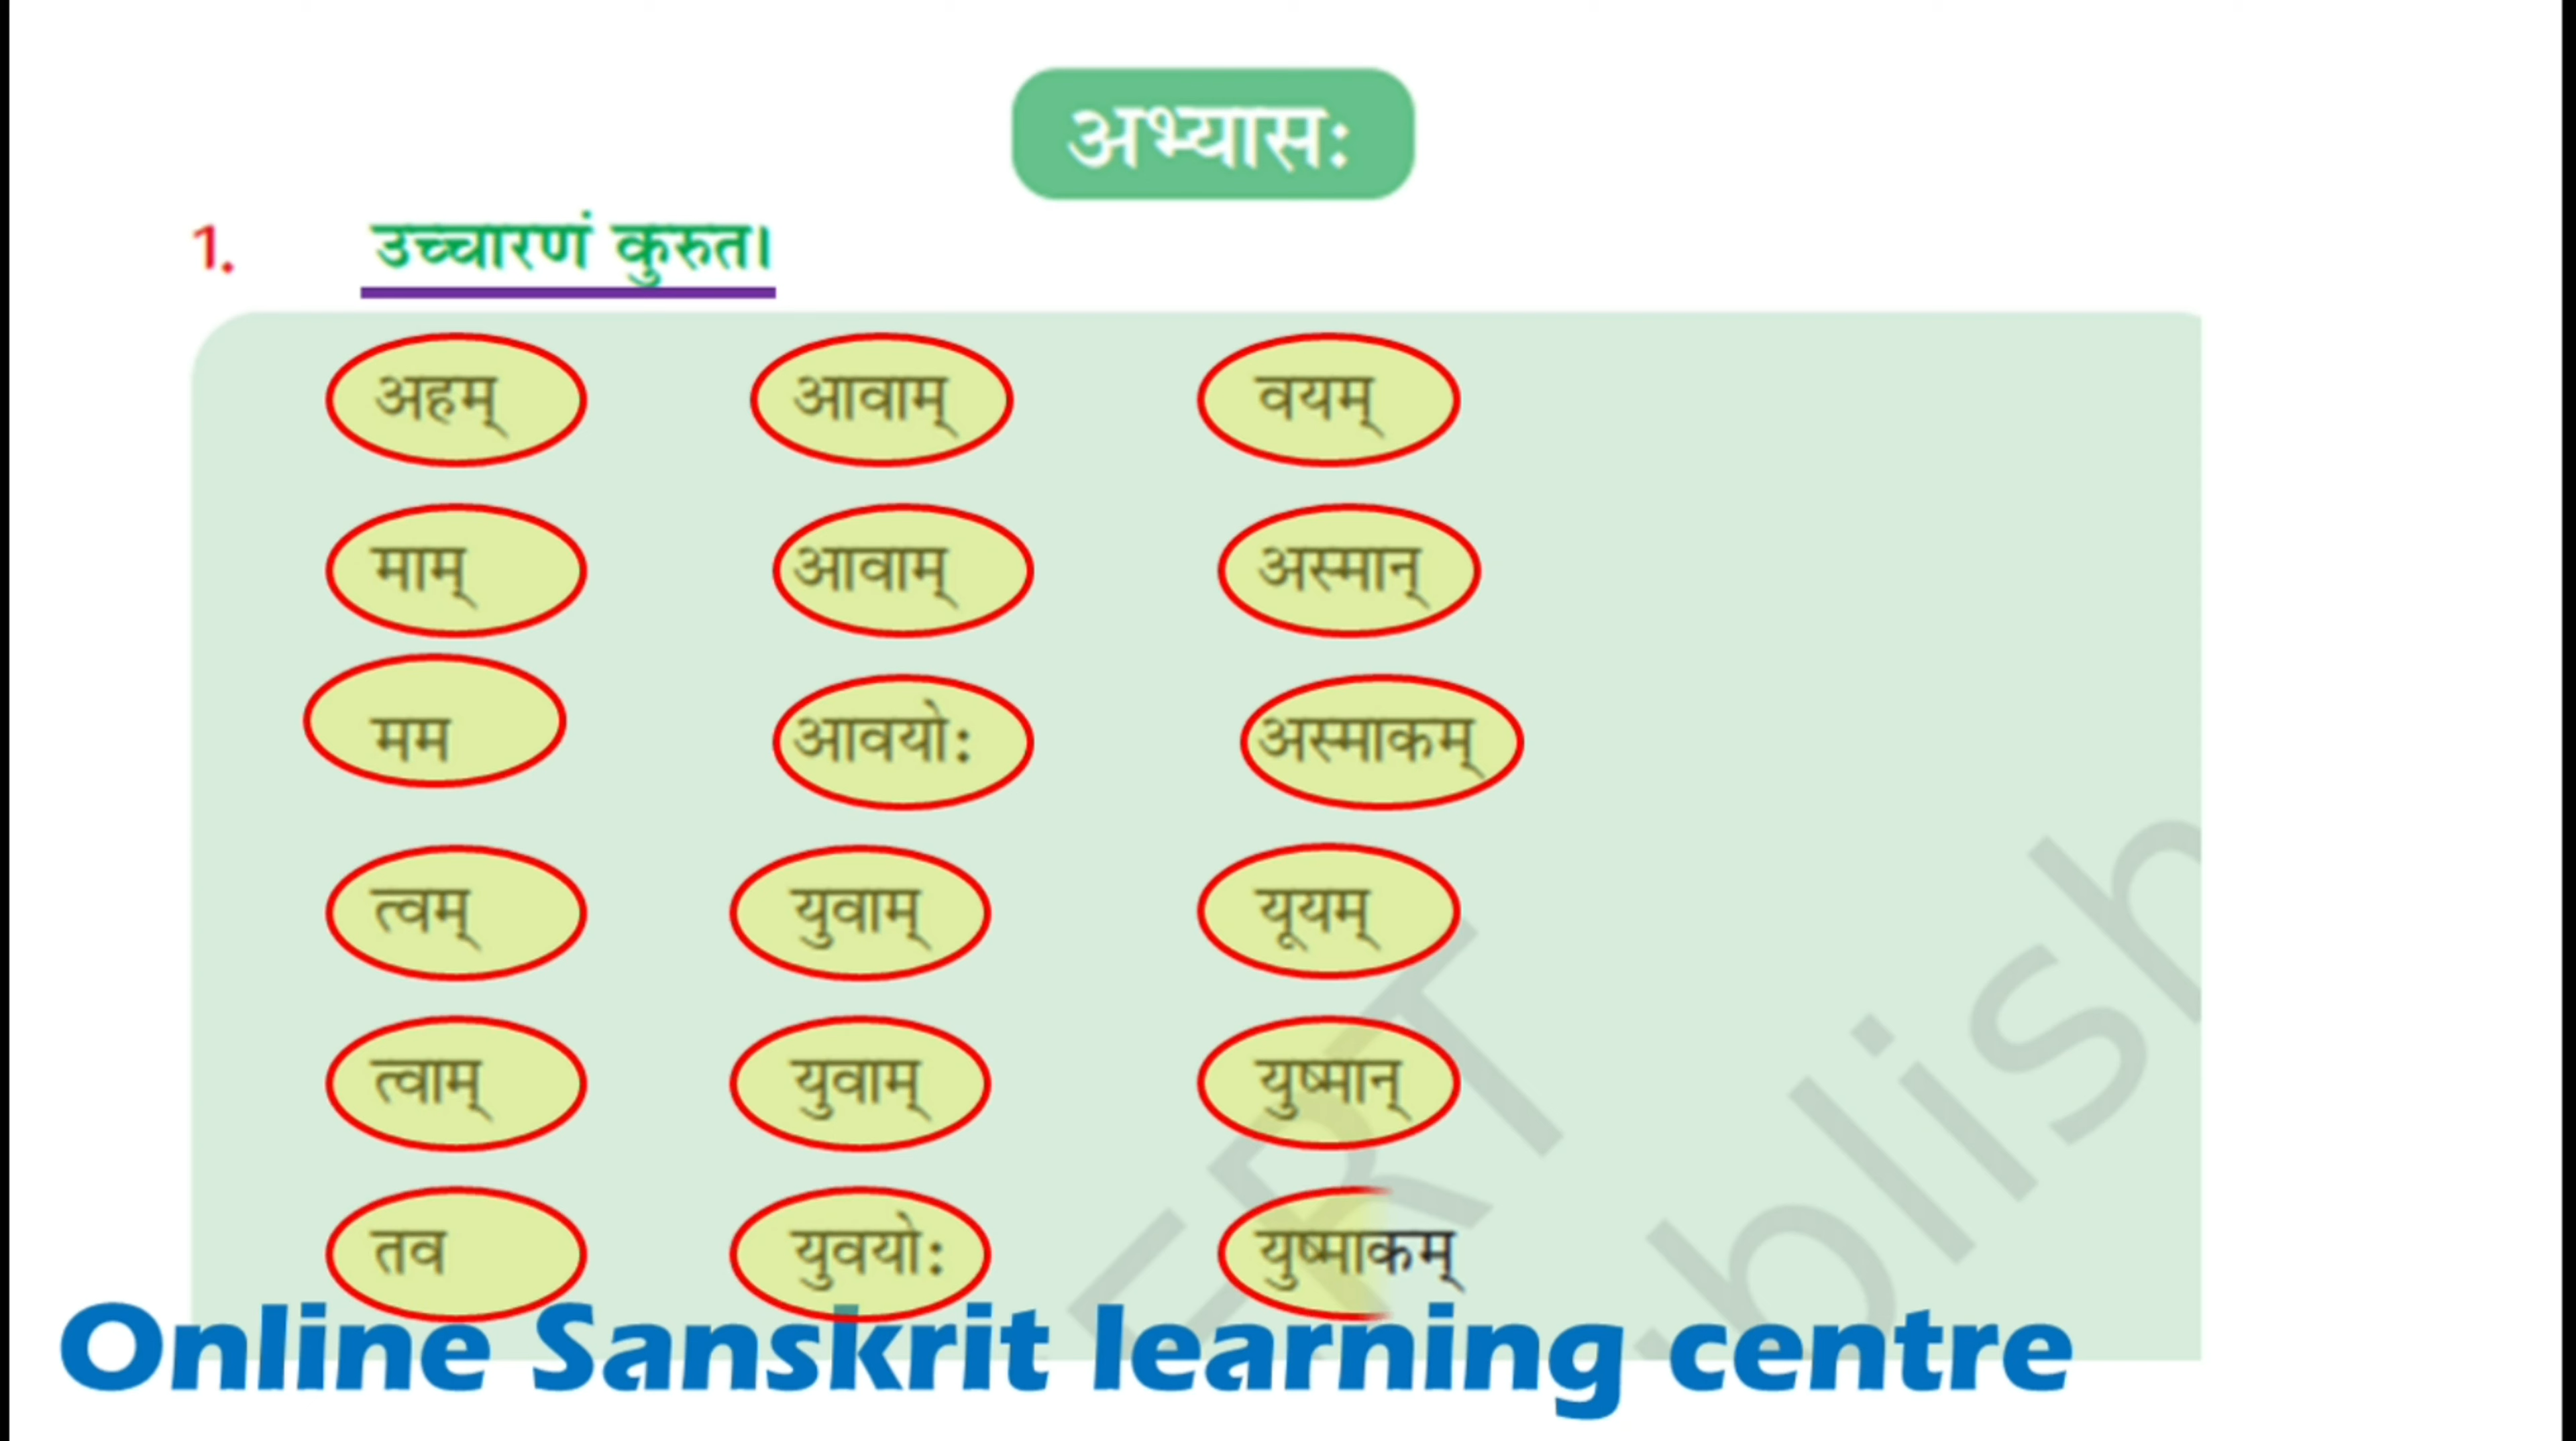 अभ्यासः
1. उच्चारणं कुरुत।
अहम् आवाम् वयम्
माम् आवाम् अस्मान्
मम आवयोः अस्माकम्
त्वम् युवाम् यूयम्
त्वाम् युवाम् युष्मान्
तव युवयोः युष्माकम्
Online Sanskrit learning centre